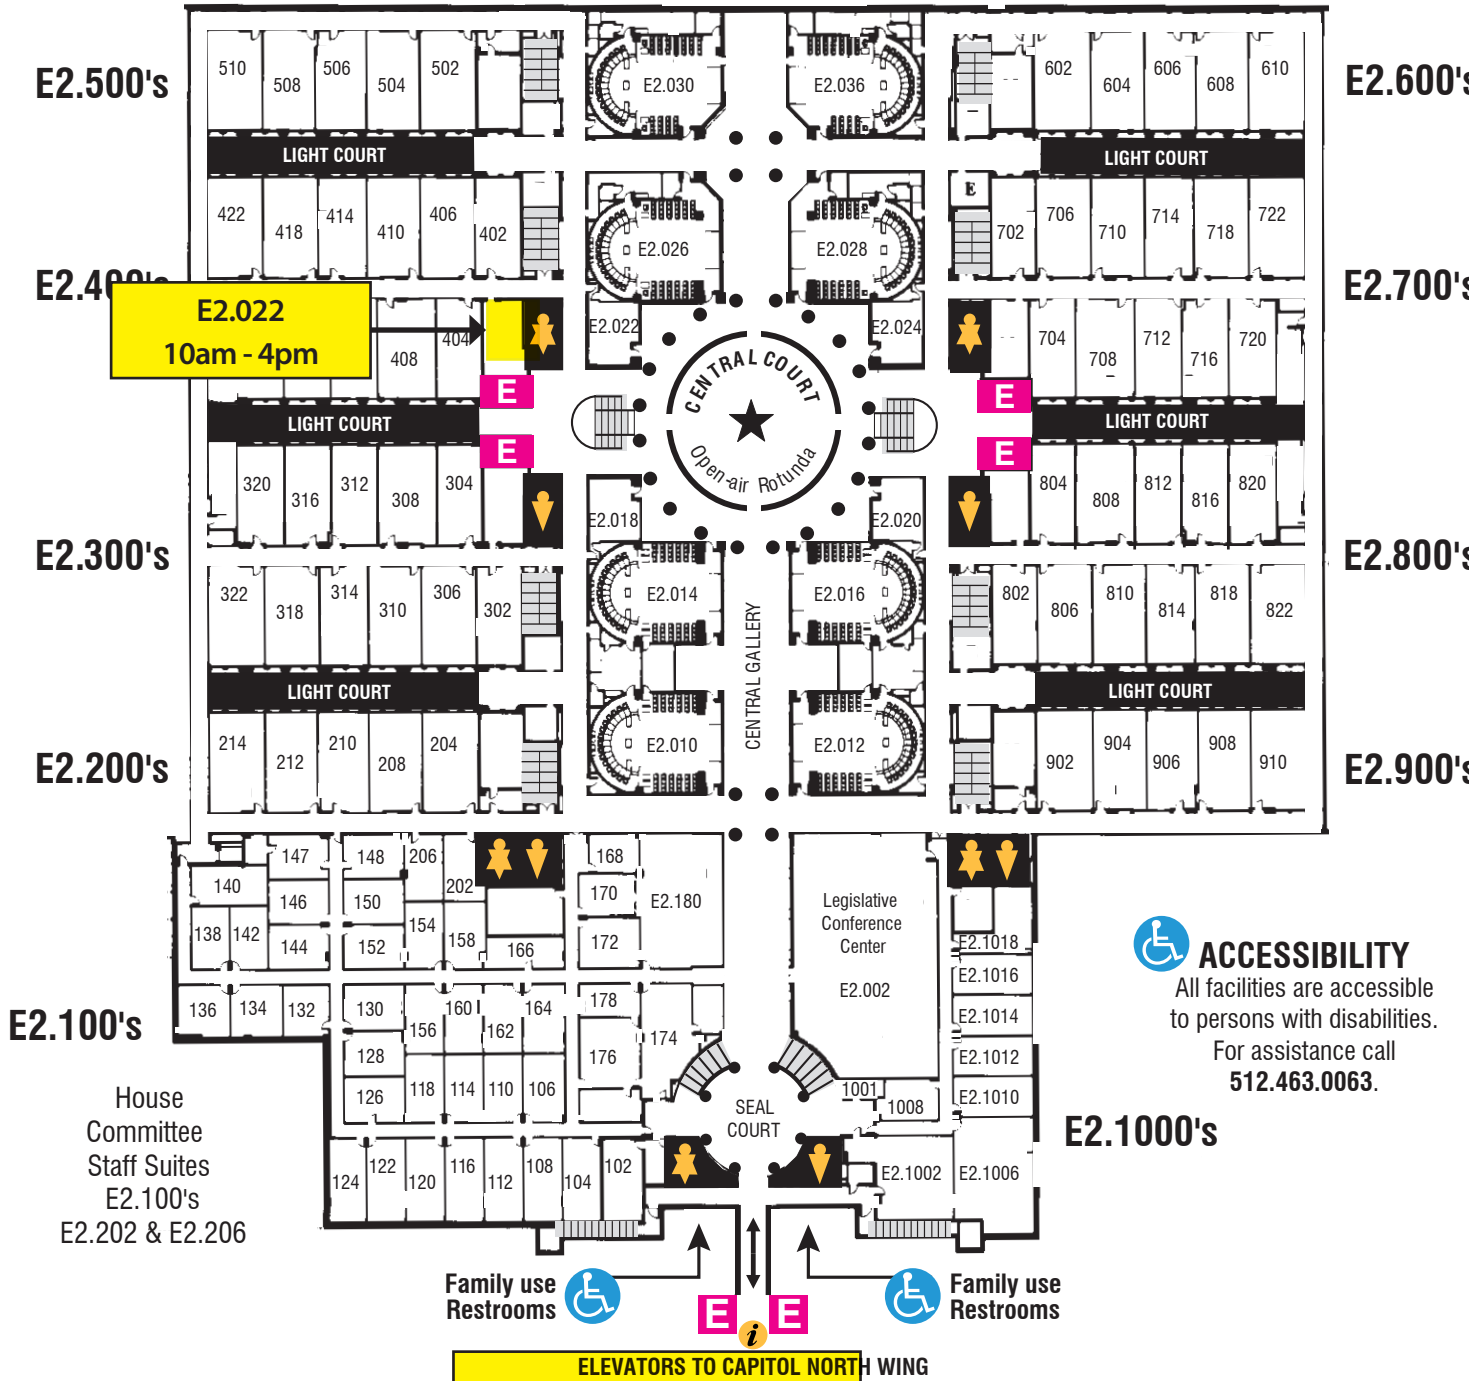 E2.500's
510
508
506
504
502
E2.030
E2.036
602
604
606
608
610
E2.600's
LIGHT COURT
LIGHT COURT
422
418
414
410
406
402
E2.026
E2.028
E
702
706
710
714
718
722
E2.700's
E2.022
10am - 4pm
408
404
E2.022
E2.024
704
708
712
716
720
CENTRAL COURT
Open-air Rotunda
E
E
LIGHT COURT
LIGHT COURT
E
E
320
316
312
308
304
E2.018
E2.020
804
808
812
816
820
E2.300's
E2.800's
322
318
314
310
306
302
E2.014
E2.016
802
806
810
814
818
822
CENTRAL GALLERY
LIGHT COURT
LIGHT COURT
E2.200's
214
212
210
208
204
E2.010
E2.012
902
904
906
908
910
E2.900's
147
148
206
202
168
140
146
150
154
158
170
E2.180
138
142
144
152
166
172
Legislative
Conference
Center
E2.002
E2.1018
E2.1016
E2.1014
E2.1012
E2.1010
ACCESSIBILITY
All facilities are accessible
to persons with disabilities.
For assistance call
512.463.0063.
E2.100's
136
134
132
130
128
126
156
160
162
164
178
176
174
118
114
110
106
1001
1008
SEAL
COURT
E2.1000's
House
Committee
Staff Suites
E2.100's
E2.202 & E2.206
124
122
120
116
112
108
104
102
E2.1002
E2.1006
Family use
Restrooms
Family use
Restrooms
E
E
i
ELEVATORS TO CAPITOL NORTH WING